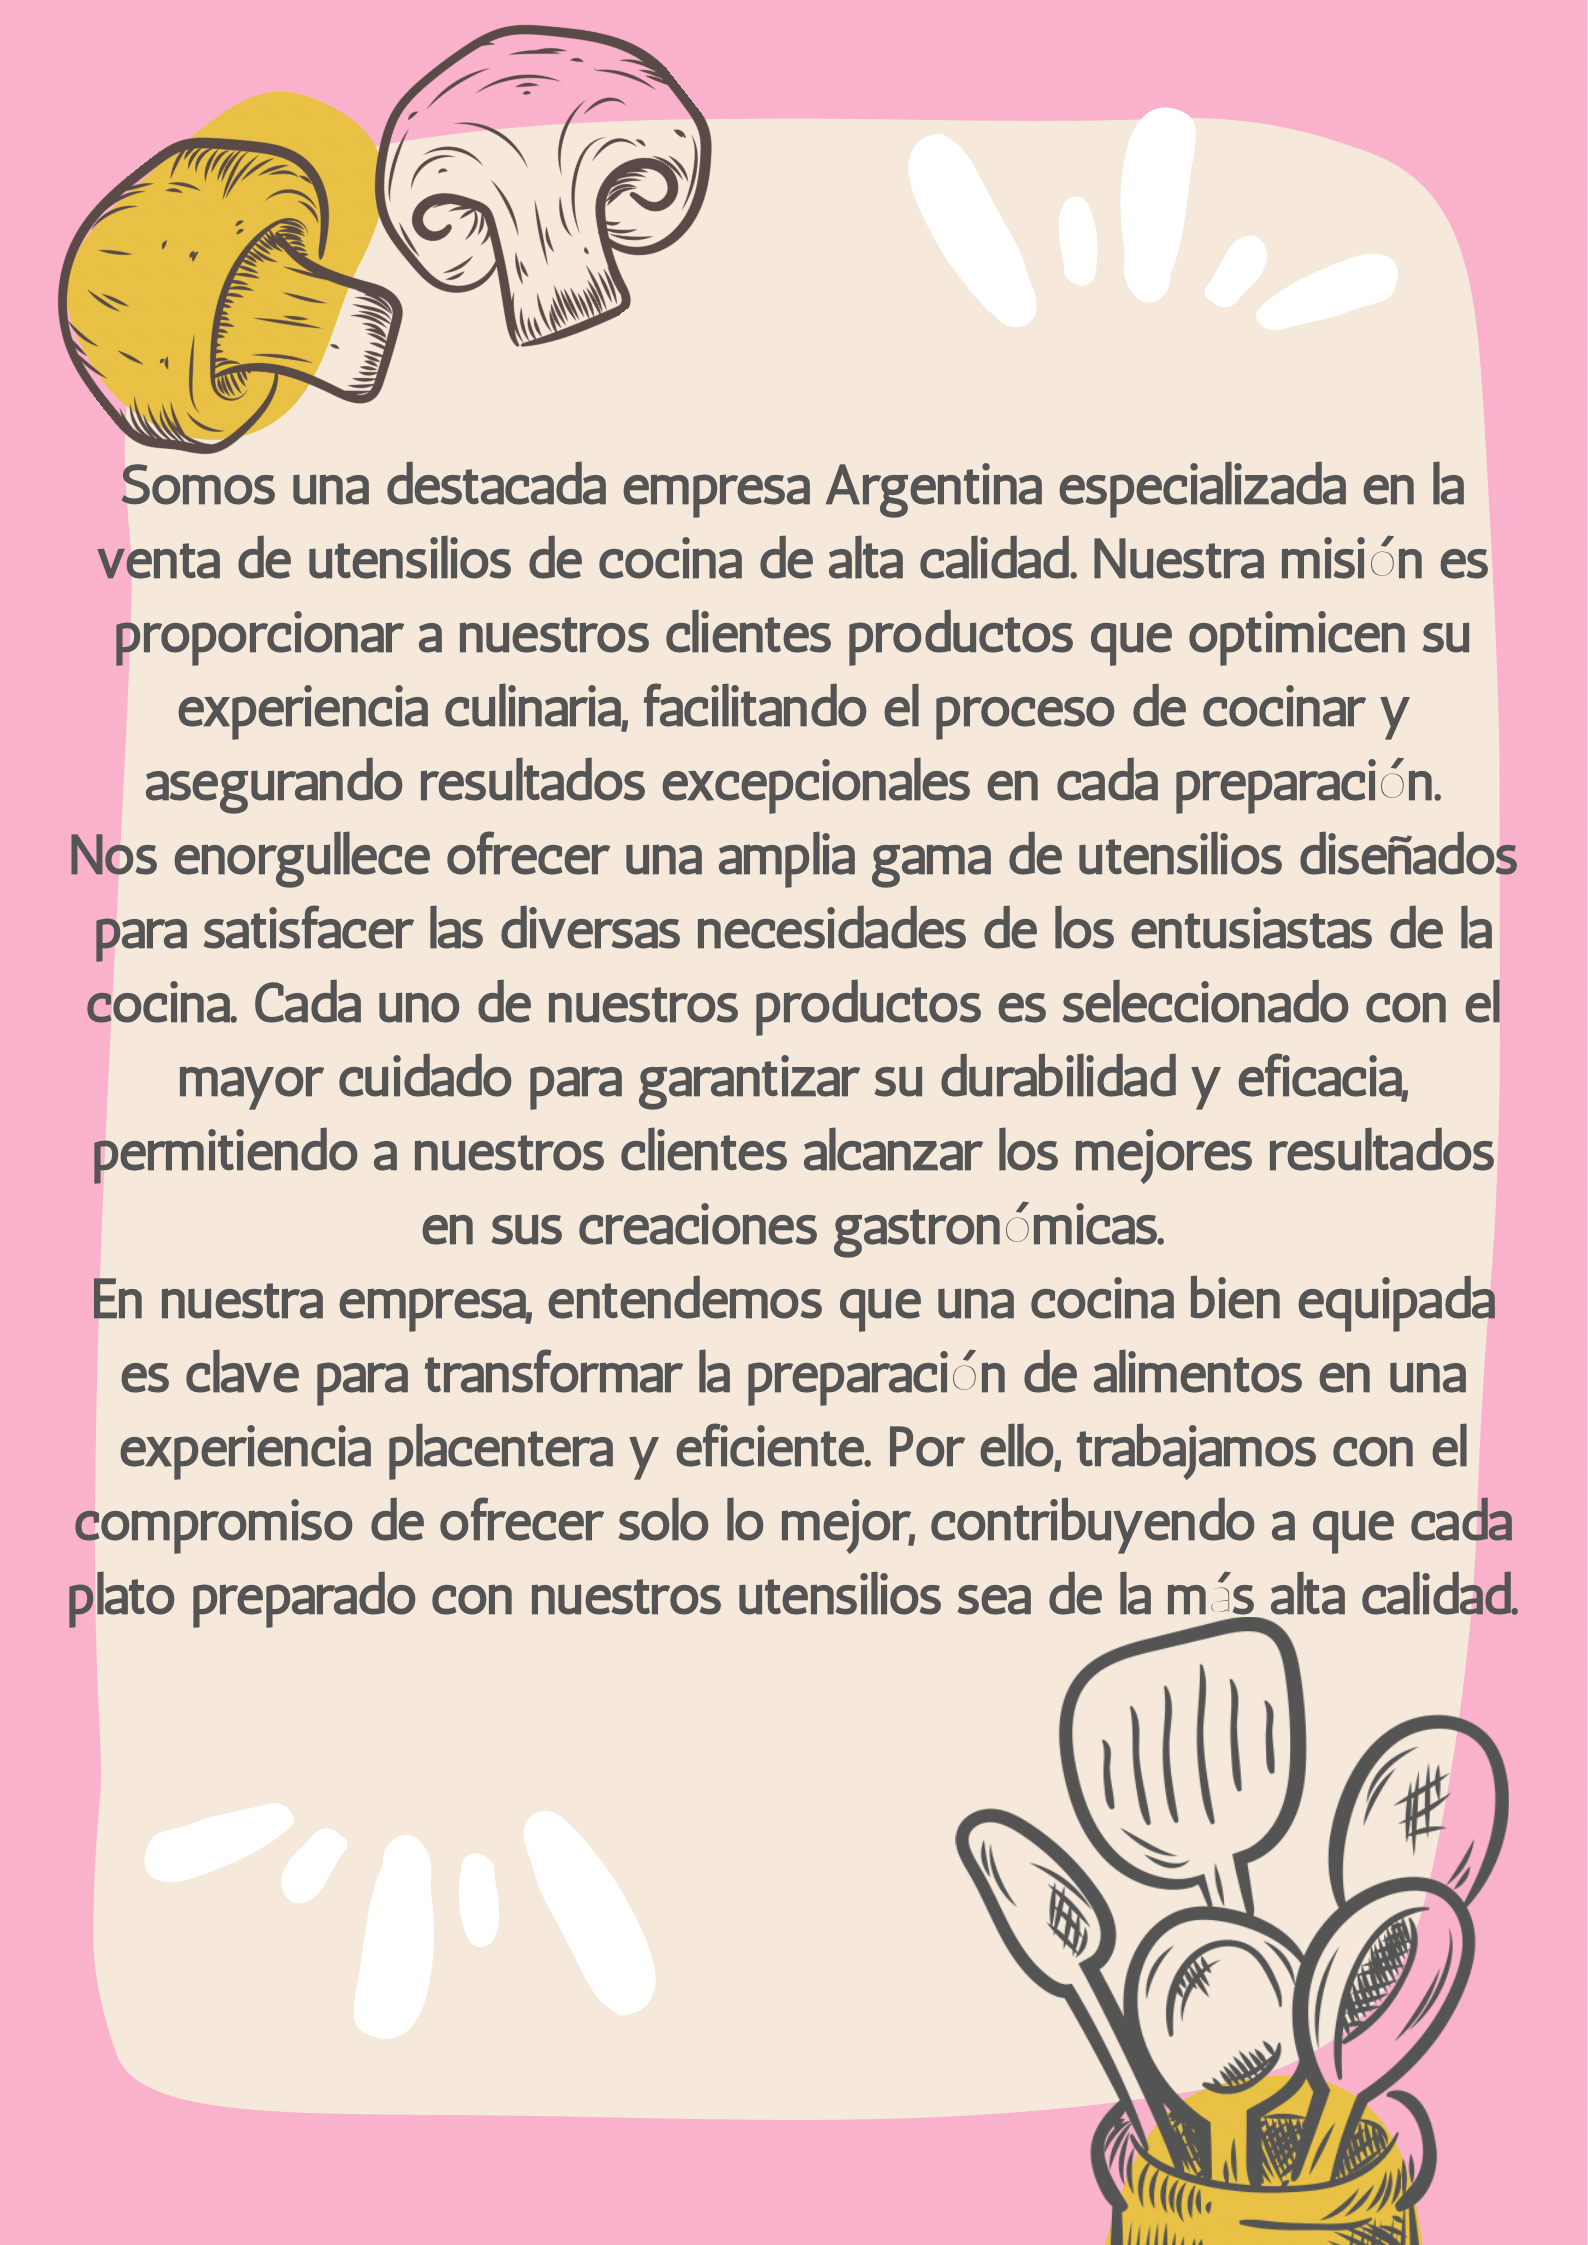 Somos una destacada empresa Argentina especializada en la
venta de utensilios de cocina de alta calidad. Nuestra misión es
proporcionar a nuestros clientes productos que optimicen su
experiencia culinaria, facilitando el proceso de cocinar y
asegurando resultados excepcionales en cada preparación.
Nos enorgullece ofrecer una amplia gama de utensilios diseñados
para satisfacer las diversas necesidades de los entusiastas de la
cocina. Cada uno de nuestros productos es seleccionado con el
mayor cuidado para garantizar su durabilidad y eficacia,
permitiendo a nuestros clientes alcanzar los mejores resultados
en sus creaciones gastronómicas.
En nuestra empresa, entendemos que una cocina bien equipada
es clave para transformar la preparación de alimentos en una
experiencia placentera y eficiente. Por ello, trabajamos con el
compromiso de ofrecer solo lo mejor, contribuyendo a que cada
plato preparado con nuestros utensilios sea de la más alta calidad.